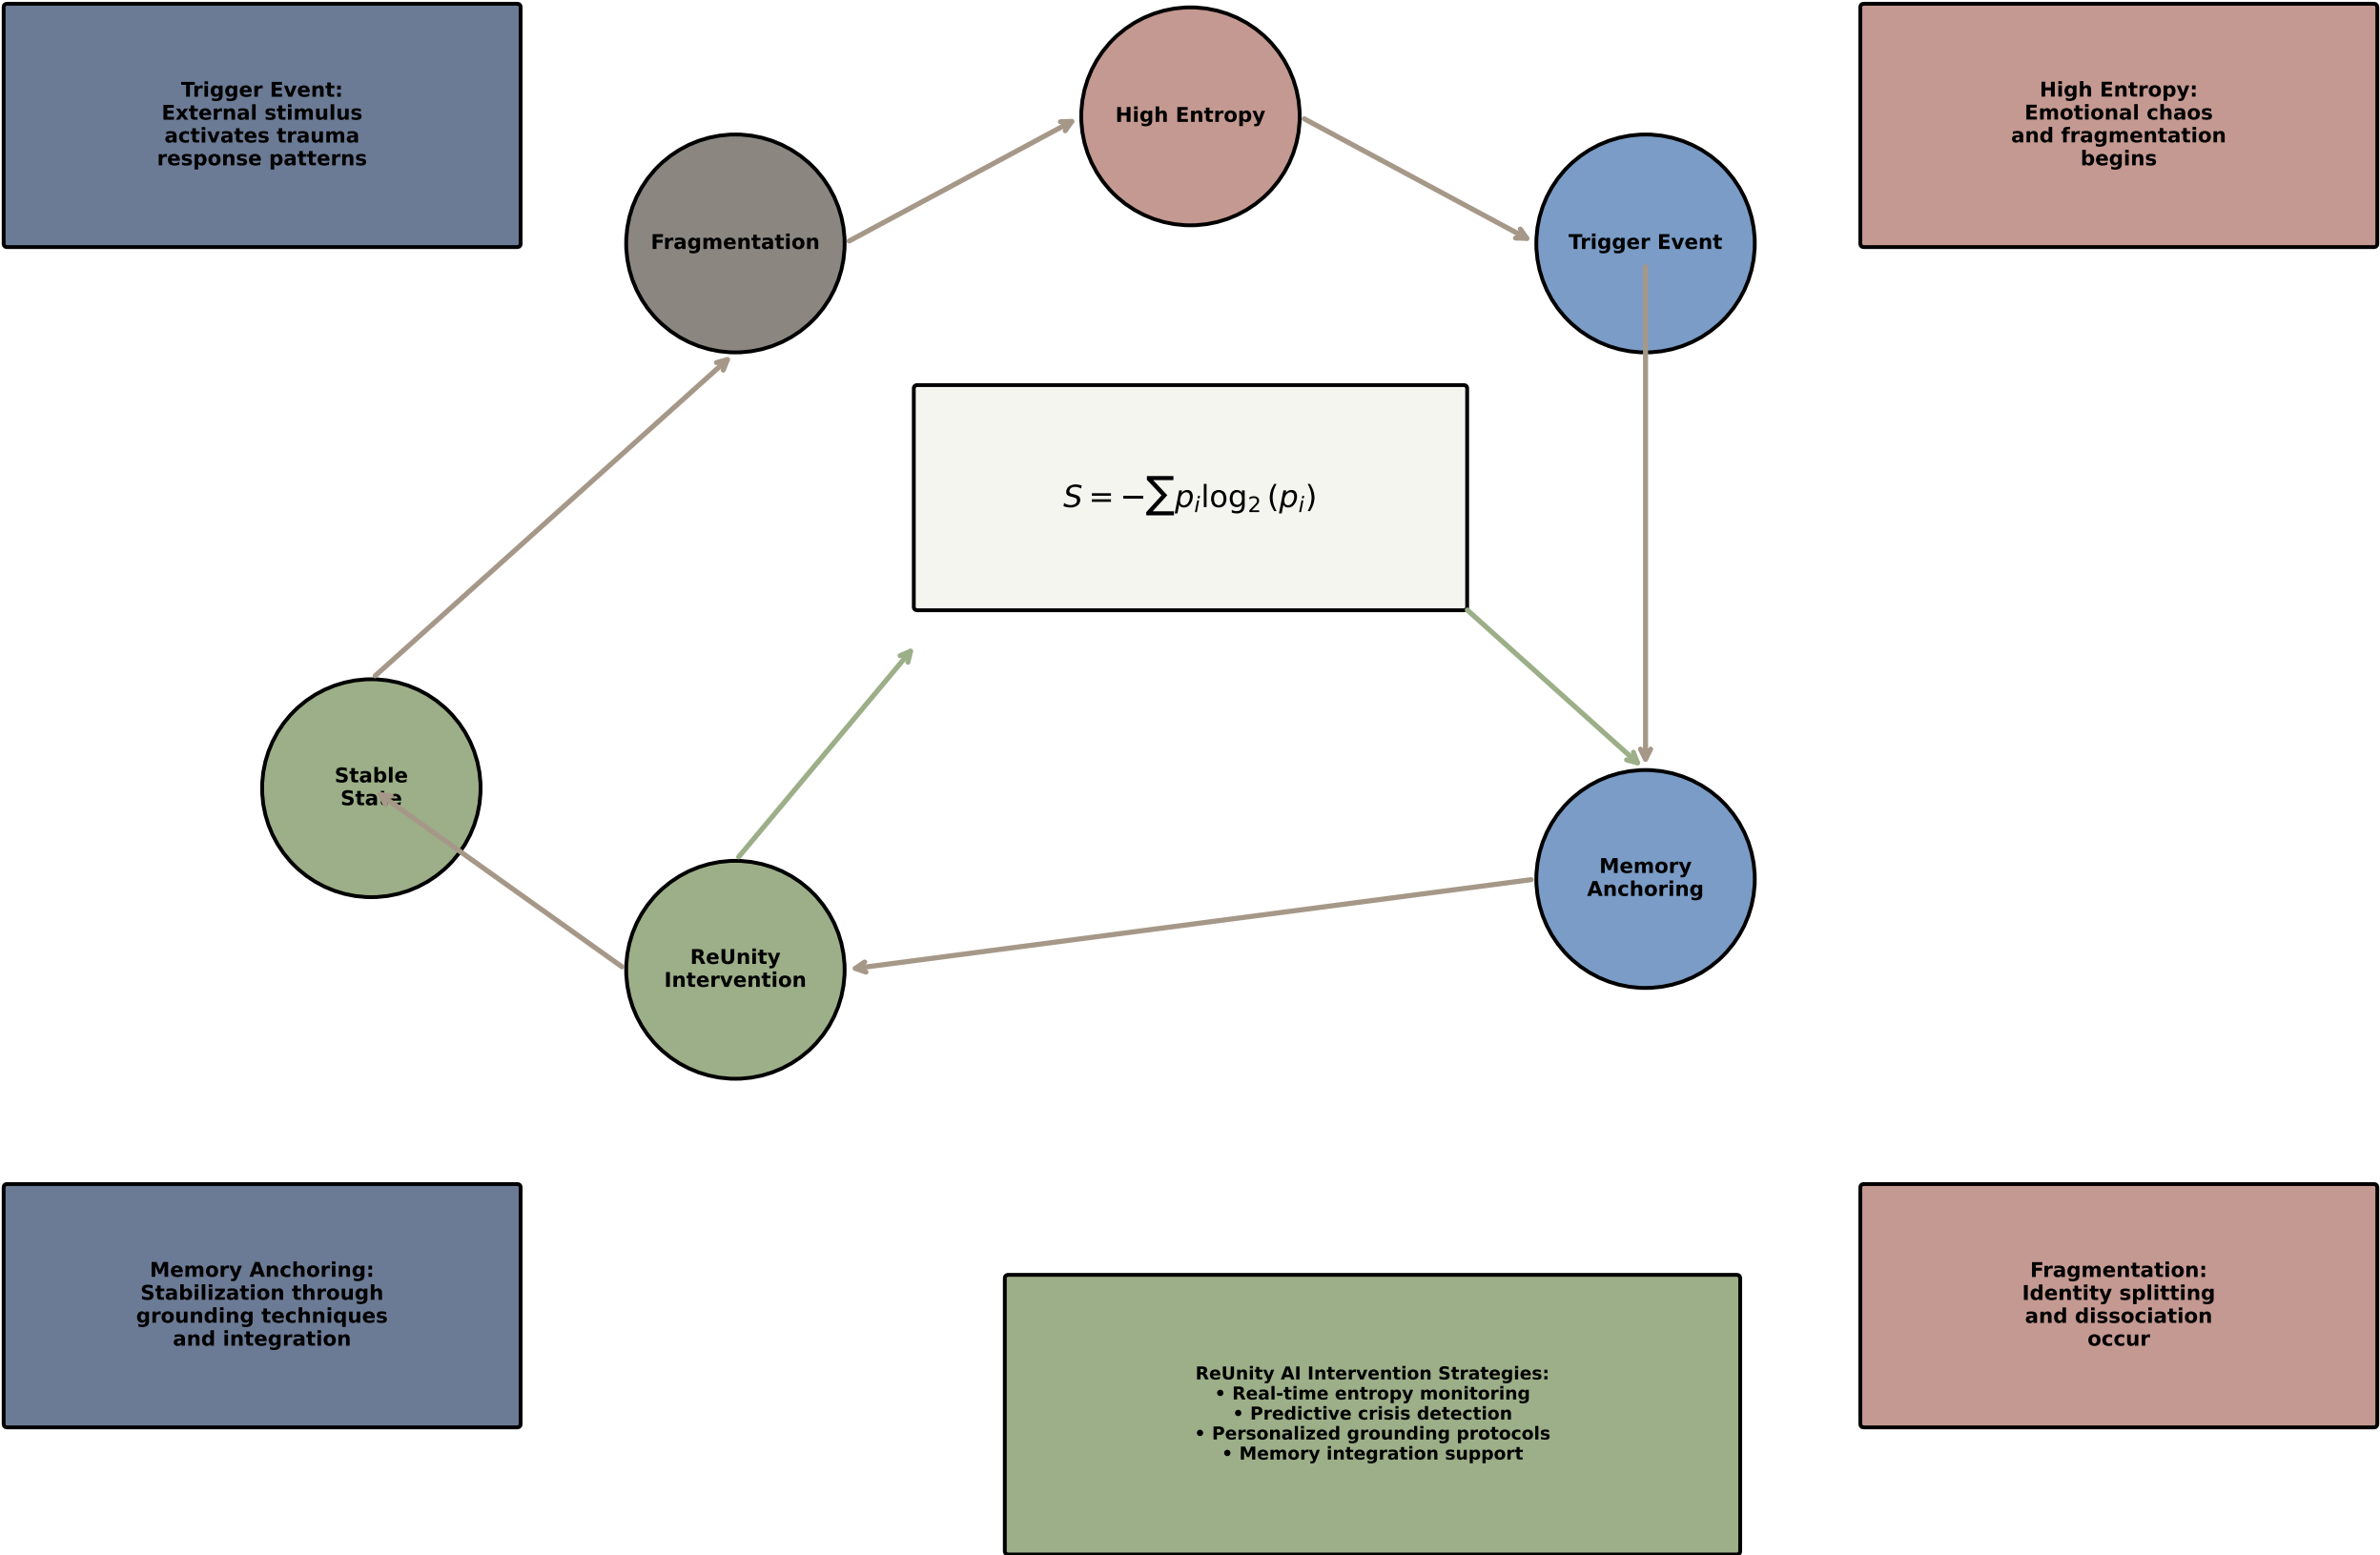 Trigger Event:
External stimulus
activates trauma
response patterns
High Entropy
High Entropy:
Emotional chaos
and fragmentation
begins
Fragmentation
Trigger Event
S = −∑pᵢlog₂(pᵢ)
Stable
State
Memory
Anchoring
ReUnity
Intervention
Memory Anchoring:
Stabilization through
grounding techniques
and integration
Fragmentation:
Identity splitting
and dissociation
occur
ReUnity AI Intervention Strategies:
• Real-time entropy monitoring
• Predictive crisis detection
• Personalized grounding protocols
• Memory integration support